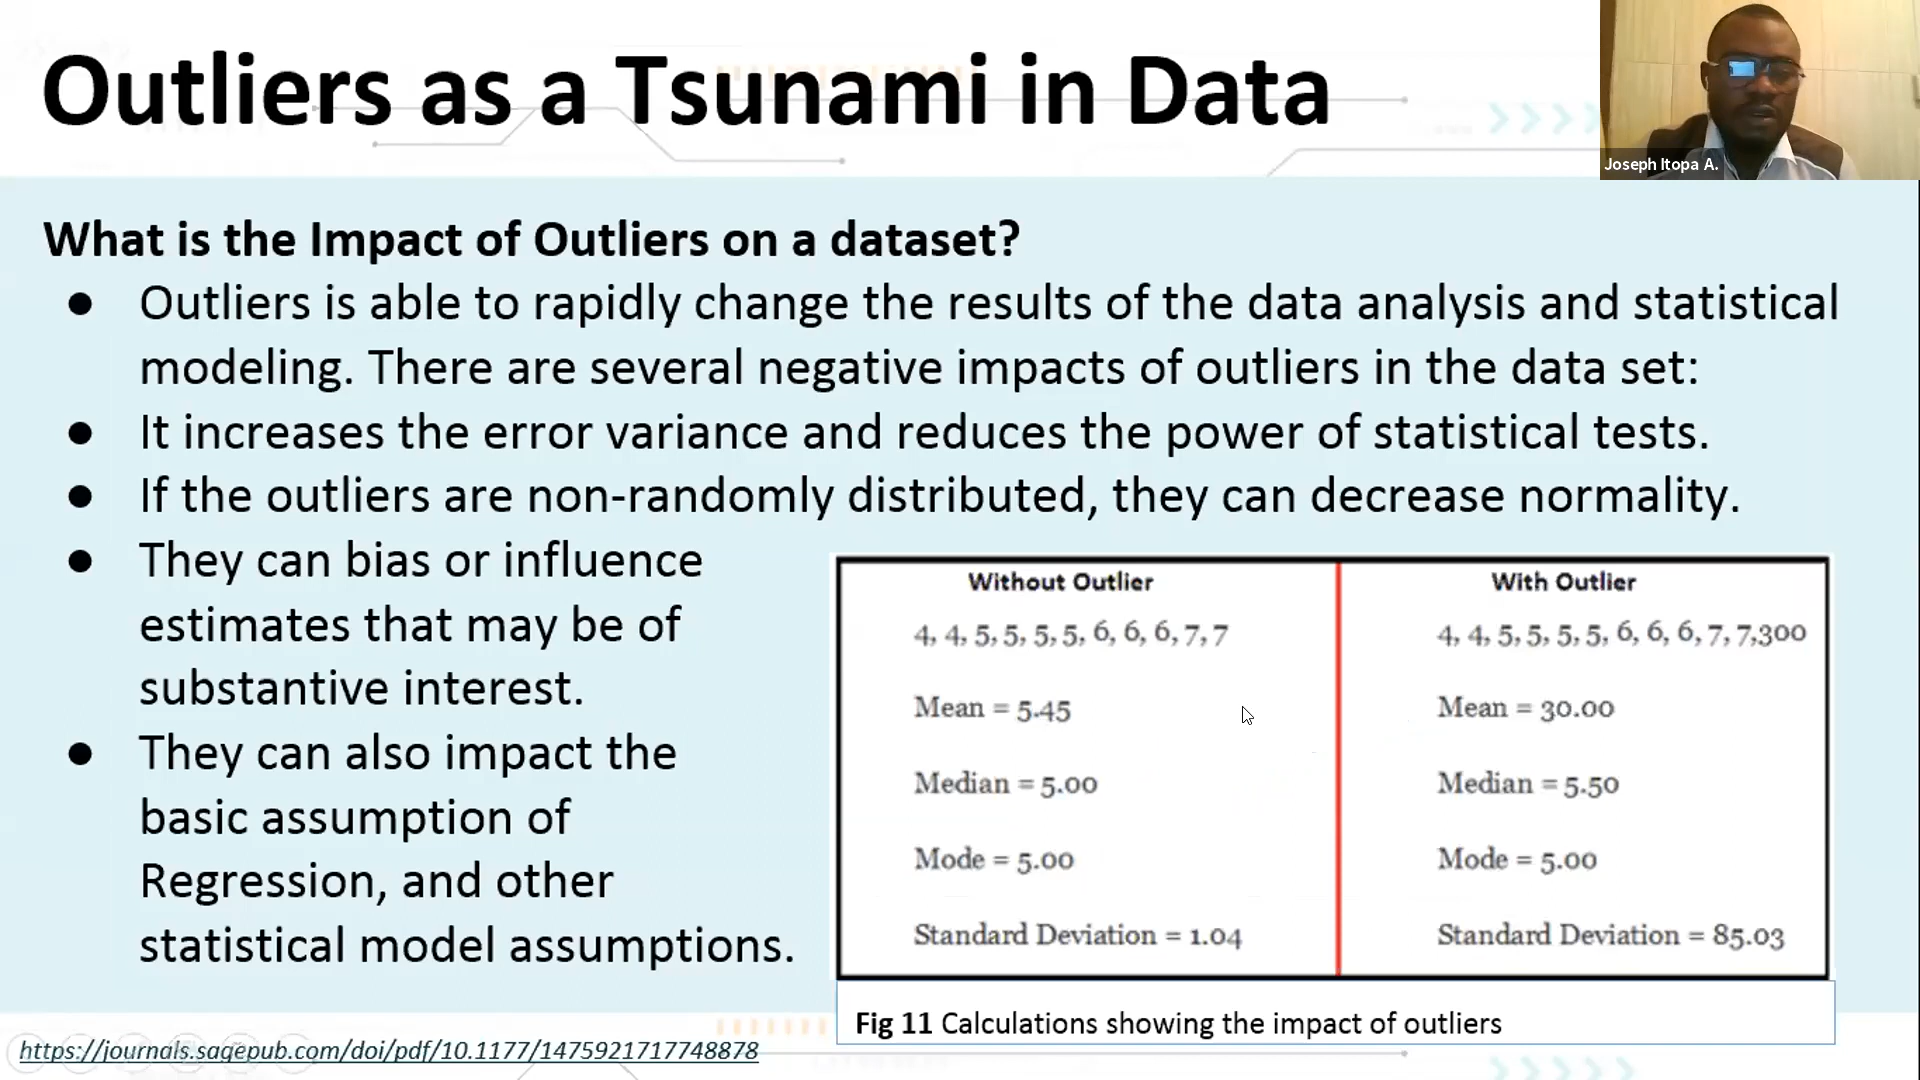 Outliers as a Tsunami in Data
Joseph Itopa A.
What is the Impact of Outliers on a dataset?
● Outliers is able to rapidly change the results of the data analysis and statistical
modeling. There are several negative impacts of outliers in the data set:
● It increases the error variance and reduces the power of statistical tests.
● If the outliers are non-randomly distributed, they can decrease normality.
● They can bias or influence
estimates that may be of
substantive interest.
● They can also impact the
basic assumption of
Regression, and other
statistical model assumptions.
Without Outlier
4, 4, 5, 5, 5, 5, 6, 6, 6, 7, 7
Mean = 5.45
Median = 5.00
Mode = 5.00
Standard Deviation = 1.04
With Outlier
4, 4, 5, 5, 5, 5, 6, 6, 6, 7, 7,300
Mean = 30.00
Median = 5.50
Mode = 5.00
Standard Deviation = 85.03
Fig 11 Calculations showing the impact of outliers
https://journals.sagepub.com/doi/pdf/10.1177/1475921717748878